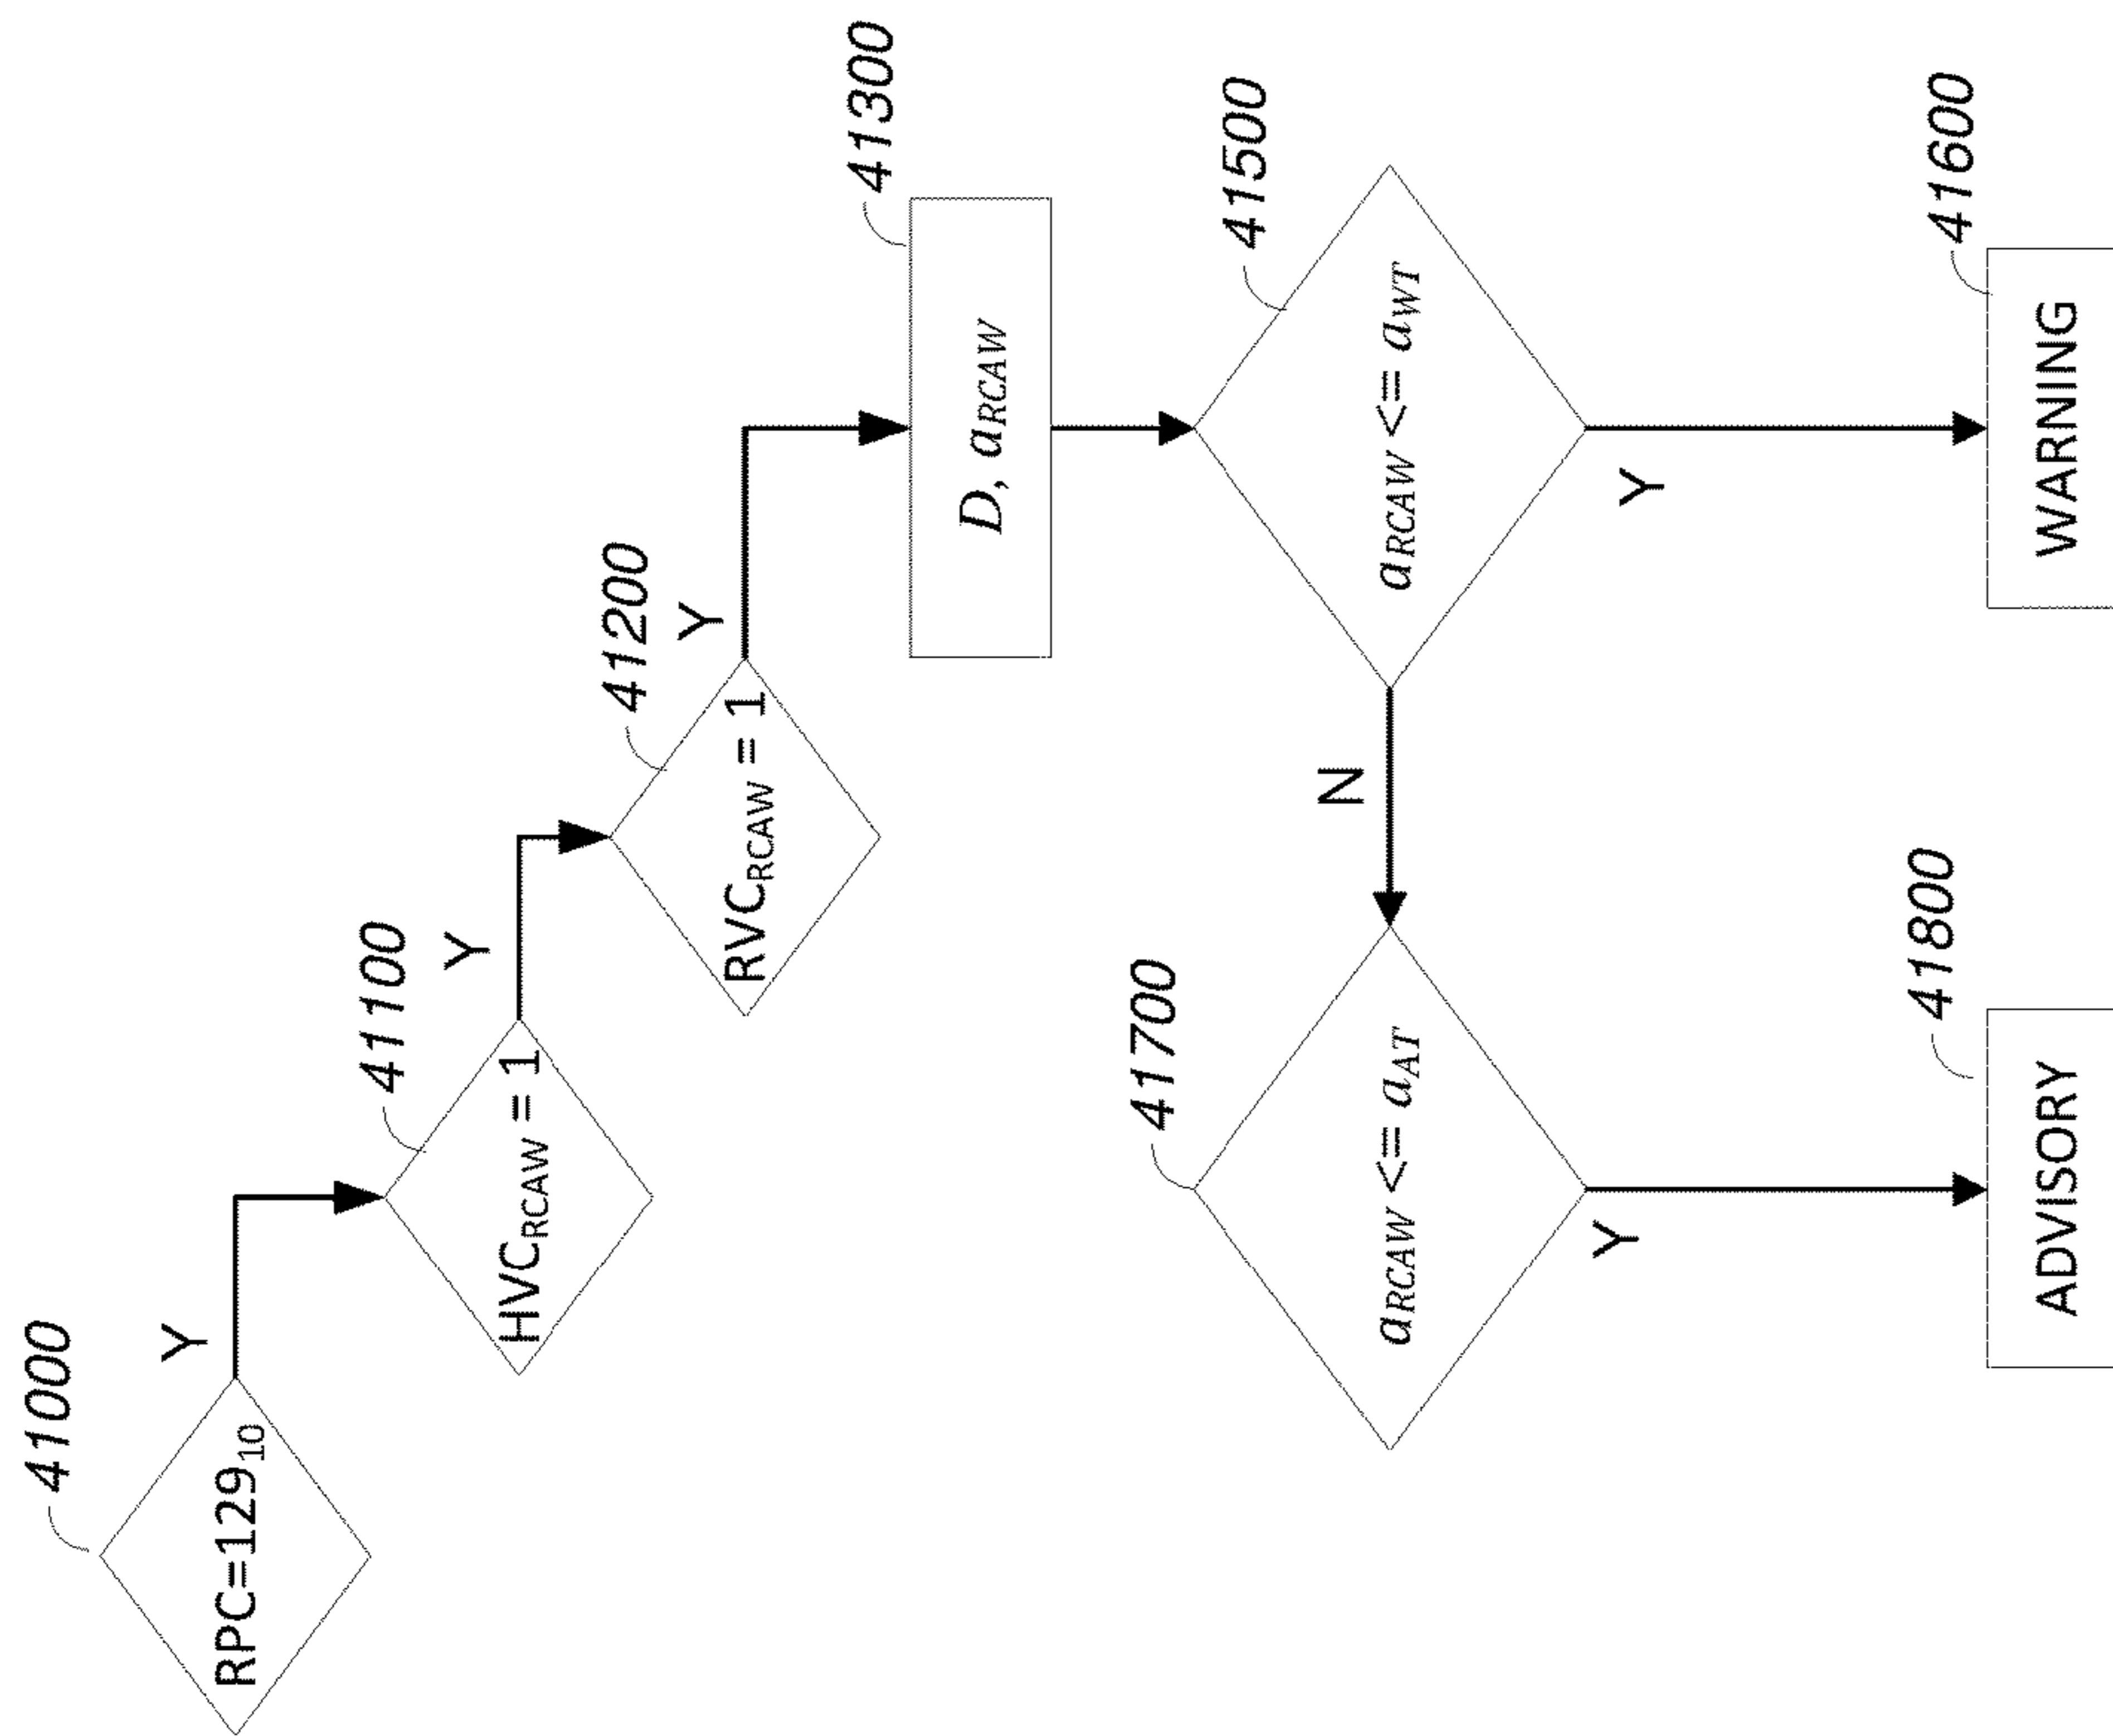 41000
RPC=129₁₀
Y
41100
HVC_RCAW = 1
Y
41200
RVC_RCAW = 1
Y
41300
D, a_RCAW
41500
a_RCAW <= a_WT
N
Y
41700
a_RCAW <= a_AT
Y
41600
WARNING
41800
ADVISORY